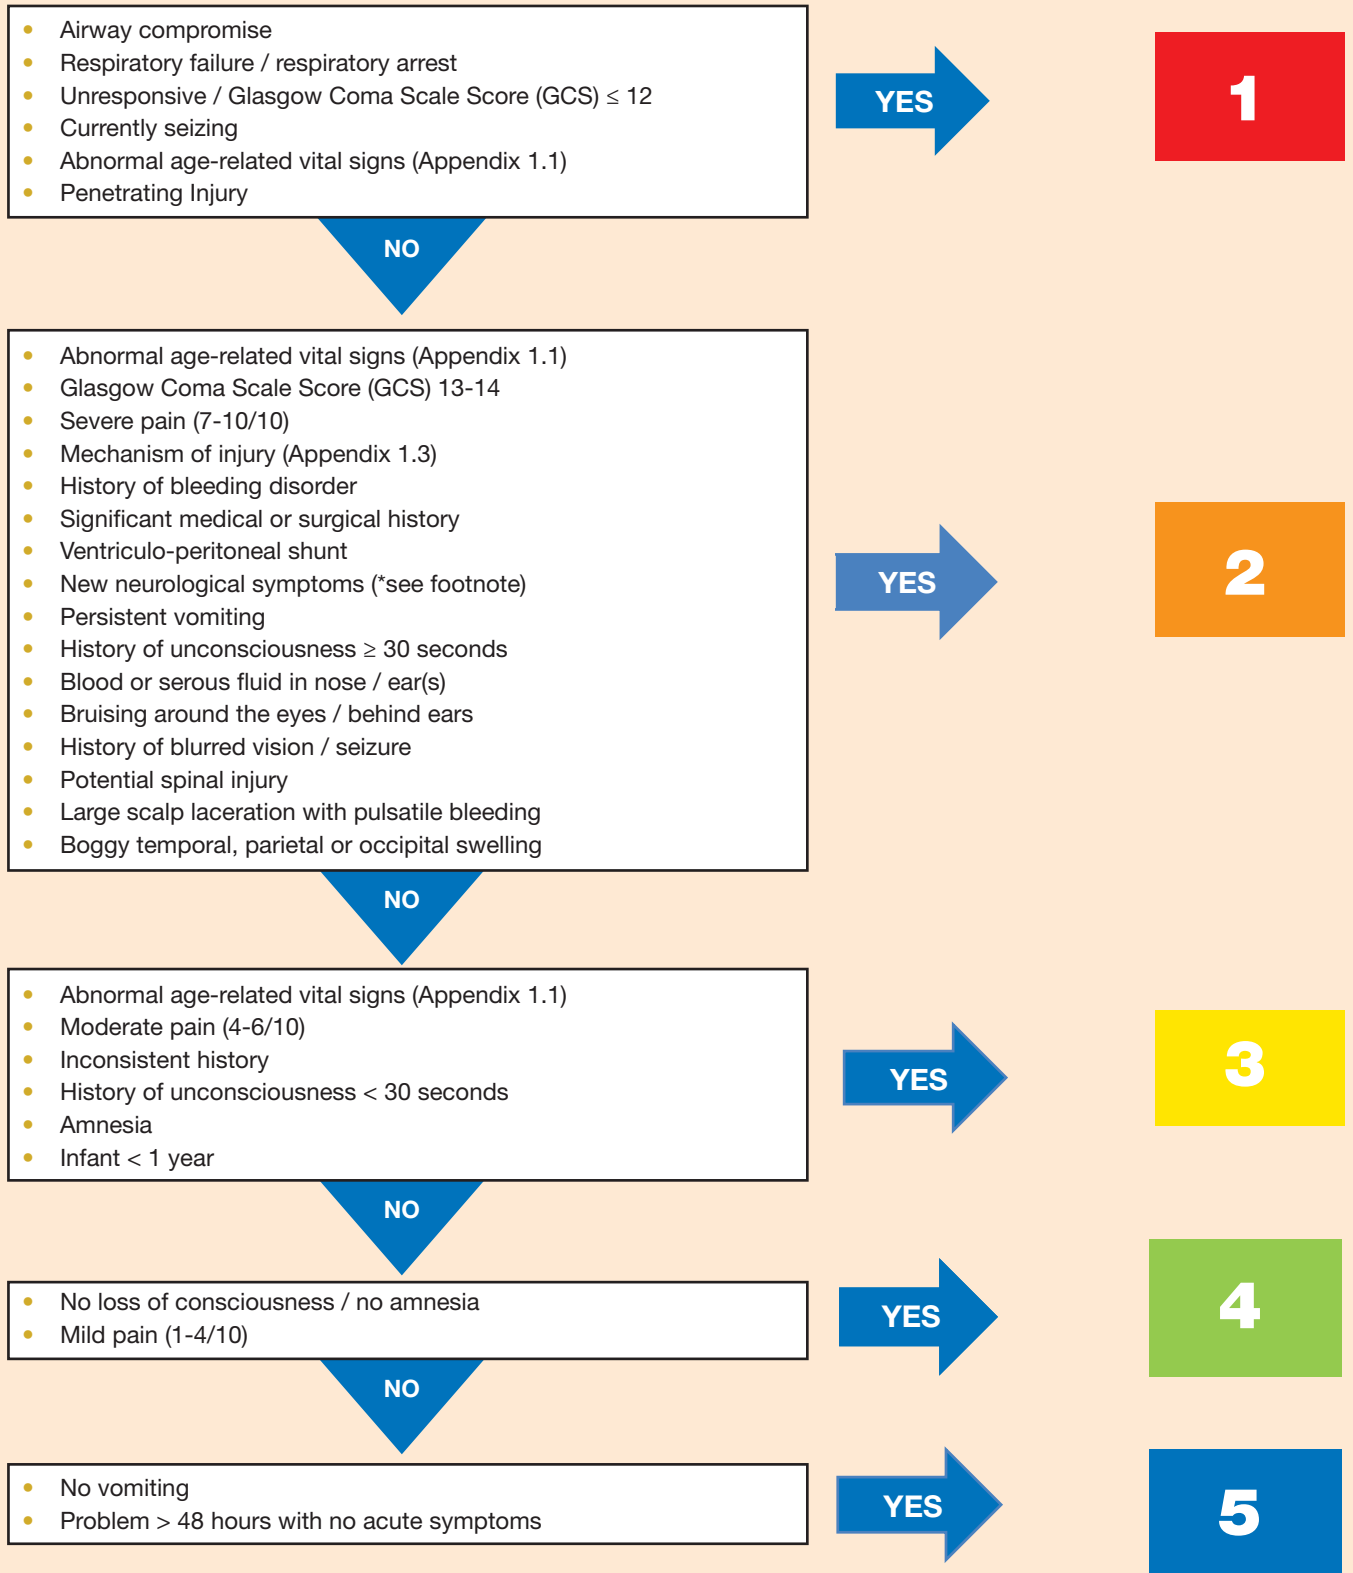 • Airway compromise
• Respiratory failure / respiratory arrest
• Unresponsive / Glasgow Coma Scale Score (GCS) ≤ 12
• Currently seizing
• Abnormal age-related vital signs (Appendix 1.1)
• Penetrating Injury
YES
1
NO
• Abnormal age-related vital signs (Appendix 1.1)
• Glasgow Coma Scale Score (GCS) 13-14
• Severe pain (7-10/10)
• Mechanism of injury (Appendix 1.3)
• History of bleeding disorder
• Significant medical or surgical history
• Ventriculo-peritoneal shunt
• New neurological symptoms (*see footnote)
• Persistent vomiting
• History of unconsciousness ≥ 30 seconds
• Blood or serous fluid in nose / ear(s)
• Bruising around the eyes / behind ears
• History of blurred vision / seizure
• Potential spinal injury
• Large scalp laceration with pulsatile bleeding
• Boggy temporal, parietal or occipital swelling
YES
2
NO
• Abnormal age-related vital signs (Appendix 1.1)
• Moderate pain (4-6/10)
• Inconsistent history
• History of unconsciousness < 30 seconds
• Amnesia
• Infant < 1 year
YES
3
NO
• No loss of consciousness / no amnesia
• Mild pain (1-4/10)
YES
4
NO
• No vomiting
• Problem > 48 hours with no acute symptoms
YES
5